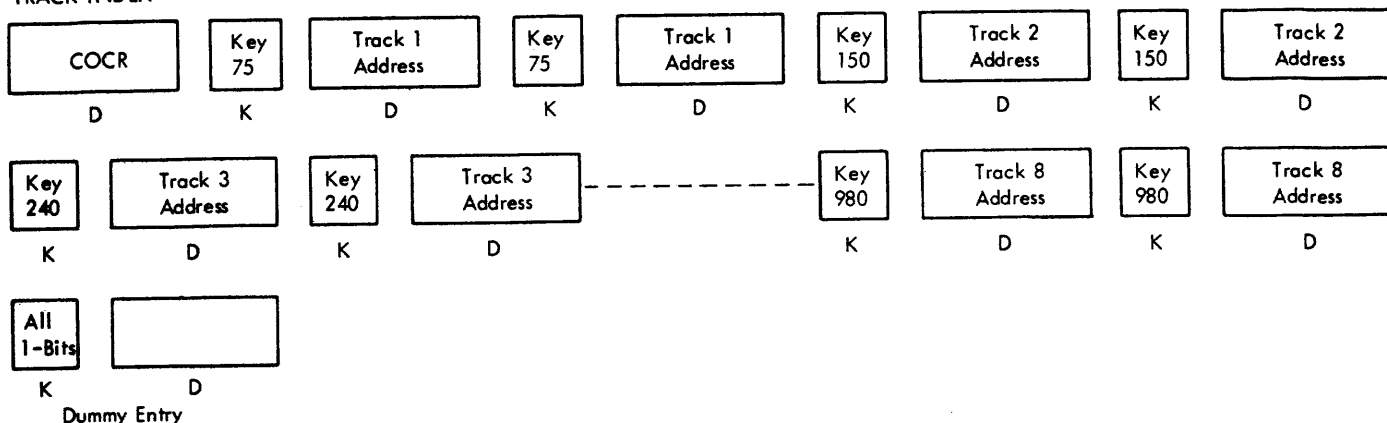 TRACK INDEX
COCR
Key
75
Track 1
Address
Key
75
Track 1
Address
Key
150
Track 2
Address
Key
150
Track 2
Address
D
K
D
K
D
K
D
K
D
Key
240
Track 3
Address
Key
240
Track 3
Address
Key
980
Track 8
Address
Key
980
Track 8
Address
K
D
K
D
K
D
K
D
All
1-Bits
K
D
Dummy Entry